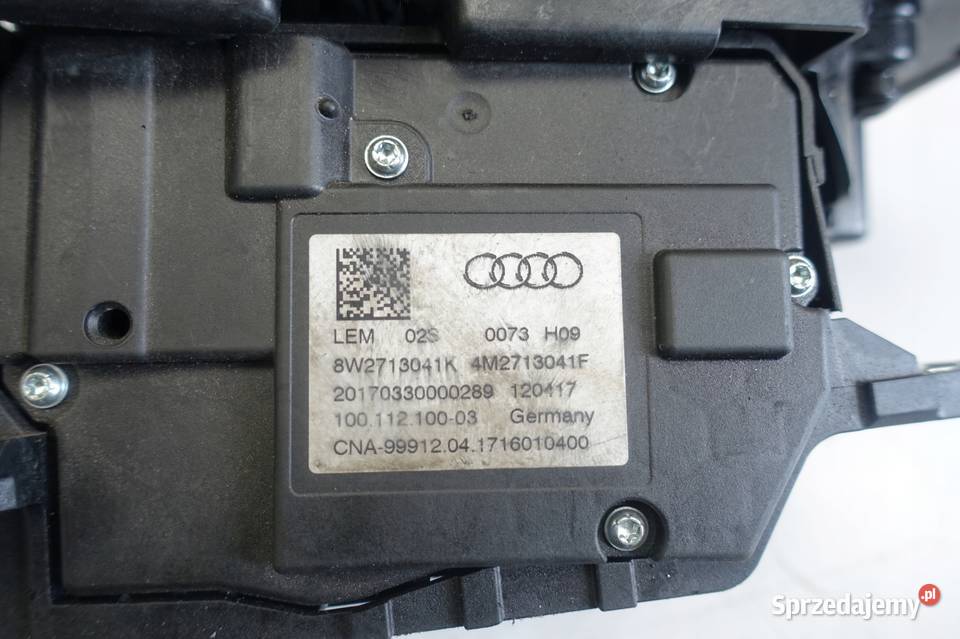 LEM 02S 0073 H09
8W2713041K 4M2713041F
20170330000289 120417
100.112.100-03 Germany
CNA-99912.04.1716010400
Sprzedajemy.pl